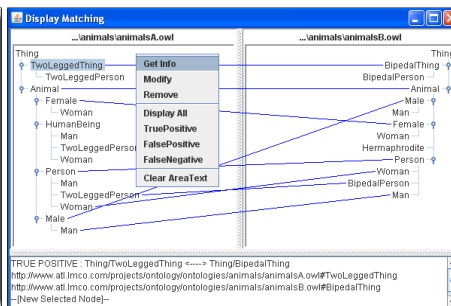 Display Matching
...\animals\animalsA.owl
...\animals\animalsB.owl
Thing
TwoLeggedThing
TwoLeggedPerson
Animal
Female
Woman
HumanBeing
Man
TwoLeggedPerson
Woman
Person
Man
TwoLeggedPerson
Woman
Male
Man
Get Info
Modify
Remove
Display All
TruePositive
FalsePositive
FalseNegative
Clear AreaText
Thing
BipedalThing
BipedalPerson
Animal
Male
Man
Female
Woman
Hermaphrodite
Person
Woman
BipedalPerson
Man
TRUE POSITIVE : Thing/TwoLeggedThing <----> Thing/BipedalThing
http://www.atl.lmco.com/projects/ontology/ontologies/animals/animalsA.owl#TwoLeggedThing
http://www.atl.lmco.com/projects/ontology/ontologies/animals/animalsB.owl#BipedalThing
--[New Selected Node]--